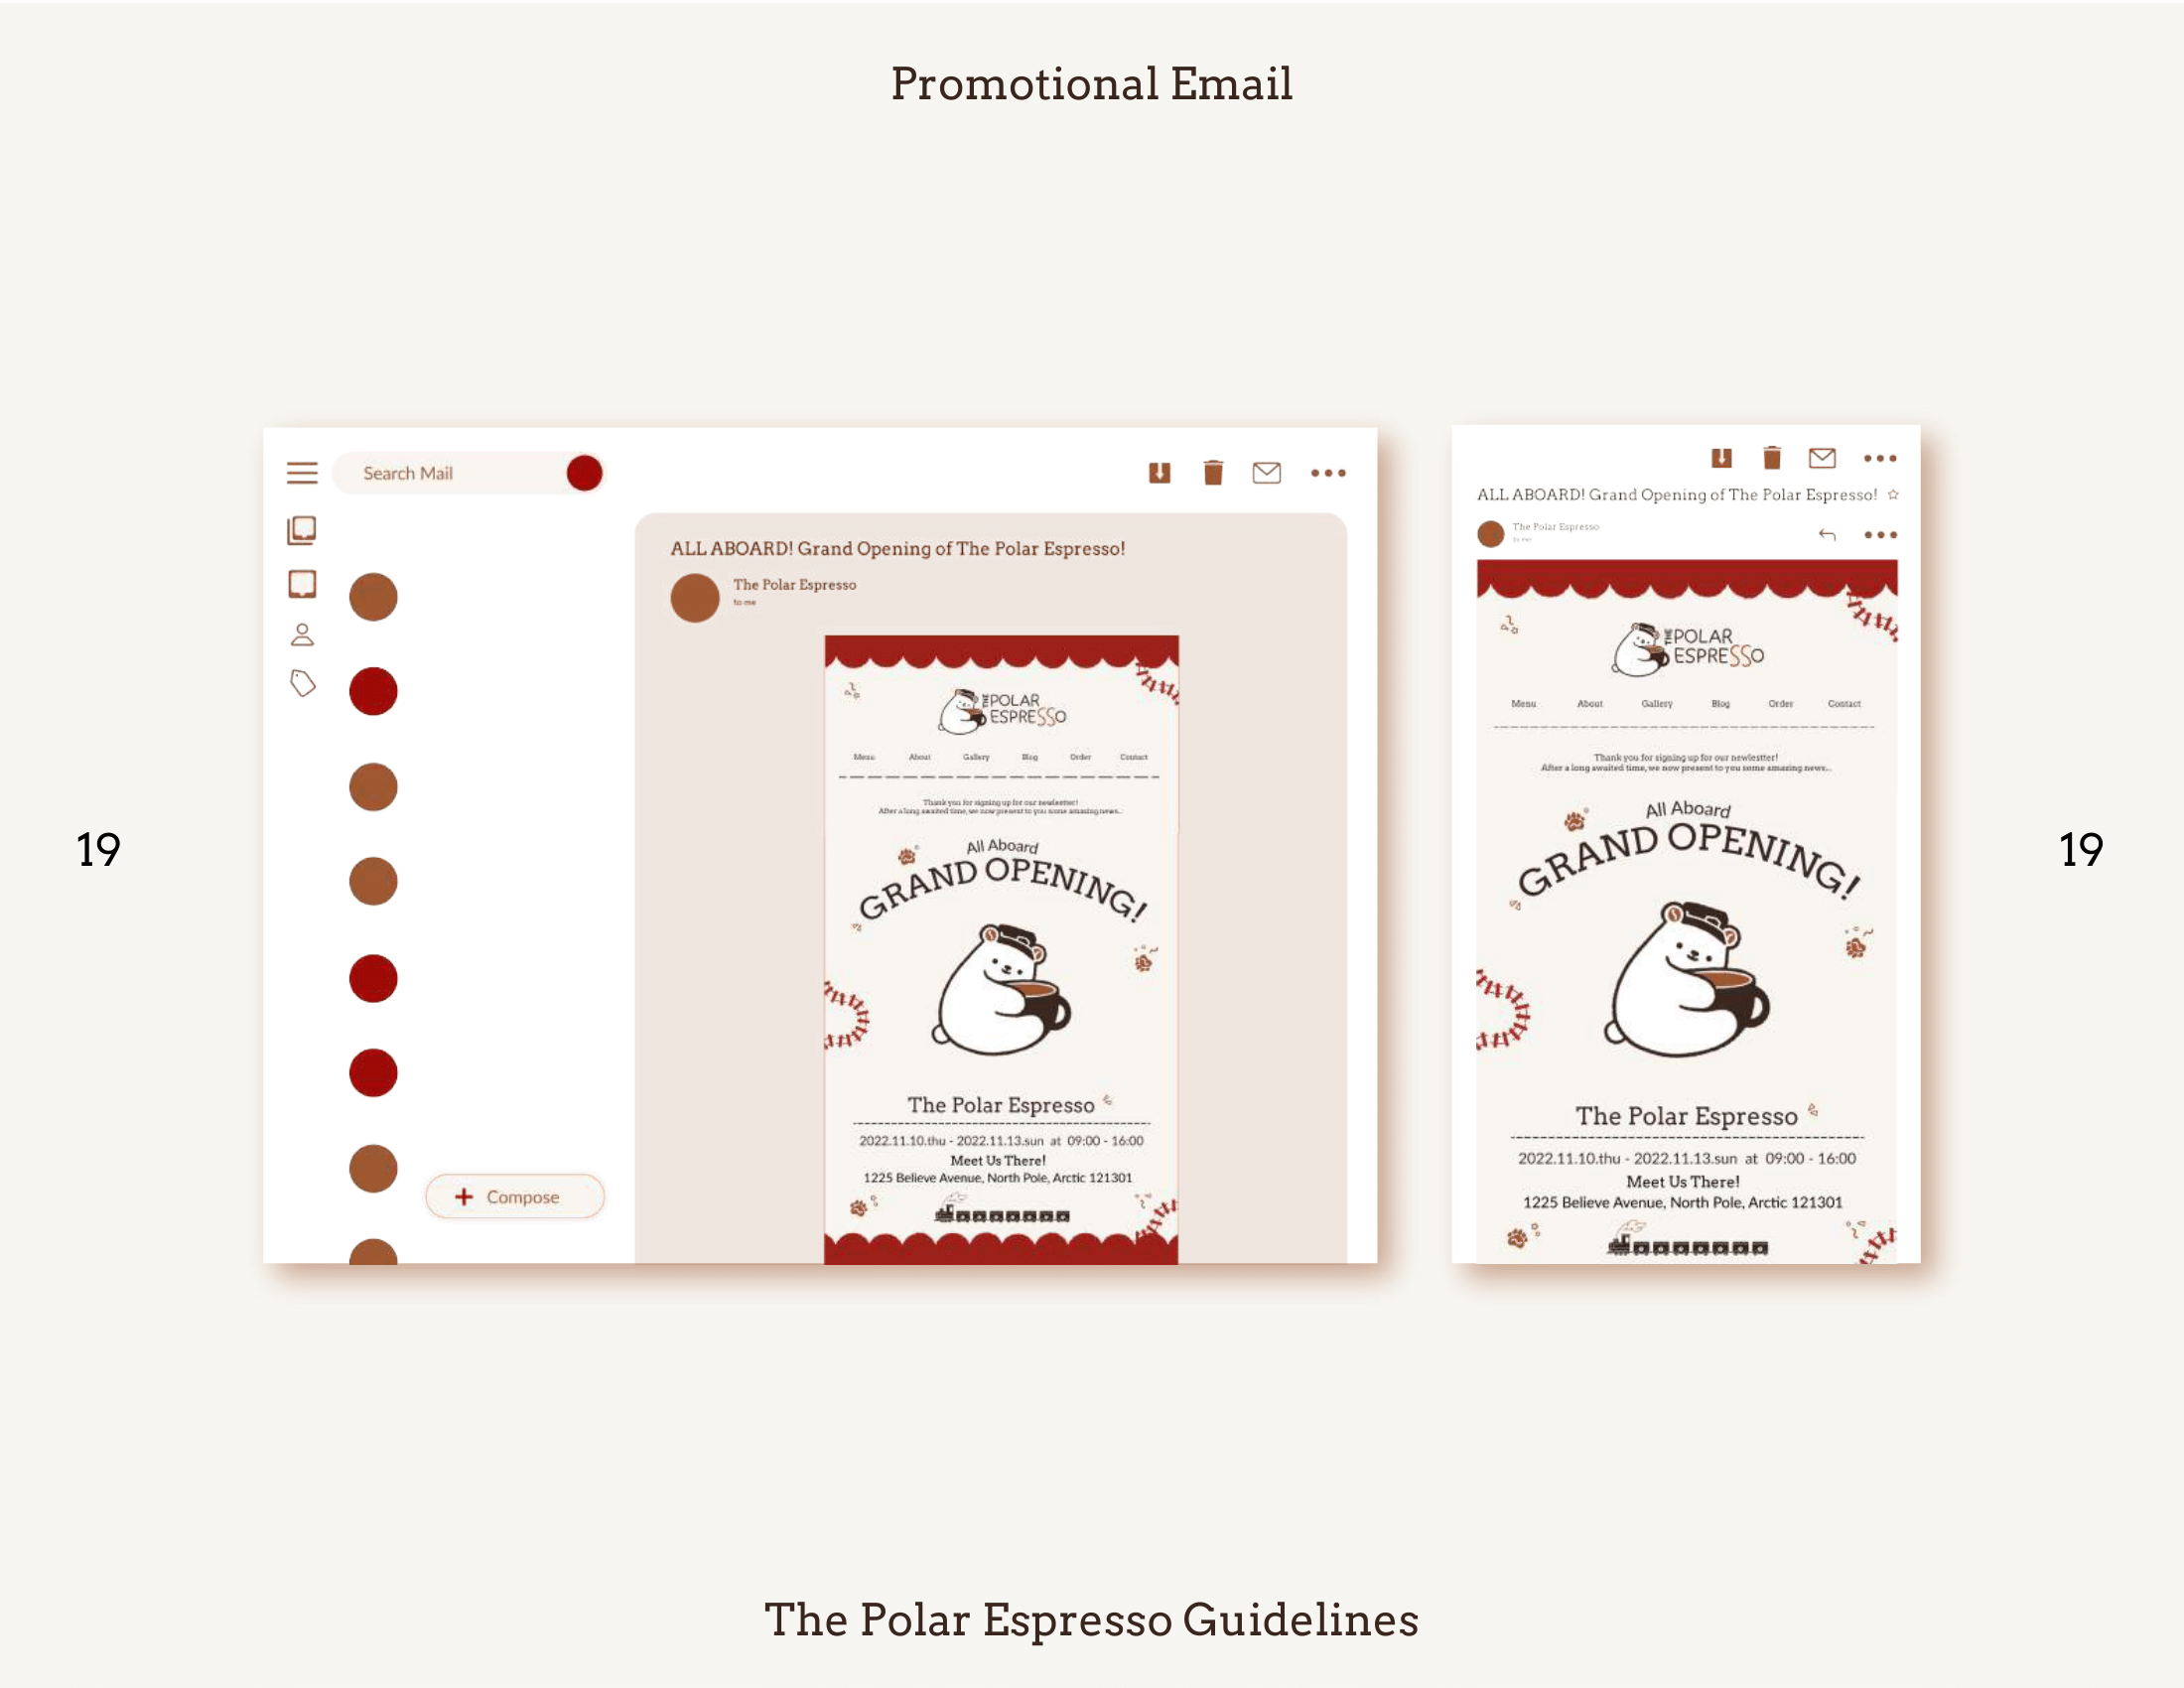 Promotional Email
19
Search Mail
ALL ABOARD! Grand Opening of The Polar Espresso!
The Polar Espresso
to me
THE POLAR
ESPRESSO
Menu About Gallery Blog Order Contact
Thank you for signing up for our newlestter!
After a long awaited time, we now present to you some amazing news...
All Aboard
GRAND OPENING!
The Polar Espresso
2022.11.10.thu - 2022.11.13.sun at 09:00 - 16:00
Meet Us There!
1225 Believe Avenue, North Pole, Arctic 121301
+ Compose
ALL ABOARD! Grand Opening of The Polar Espresso!
The Polar Espresso
to me
THE POLAR
ESPRESSO
Menu About Gallery Blog Order Contact
Thank you for signing up for our newlestter!
After a long awaited time, we now present to you some amazing news...
All Aboard
GRAND OPENING!
The Polar Espresso
2022.11.10.thu - 2022.11.13.sun at 09:00 - 16:00
Meet Us There!
1225 Believe Avenue, North Pole, Arctic 121301
19
The Polar Espresso Guidelines